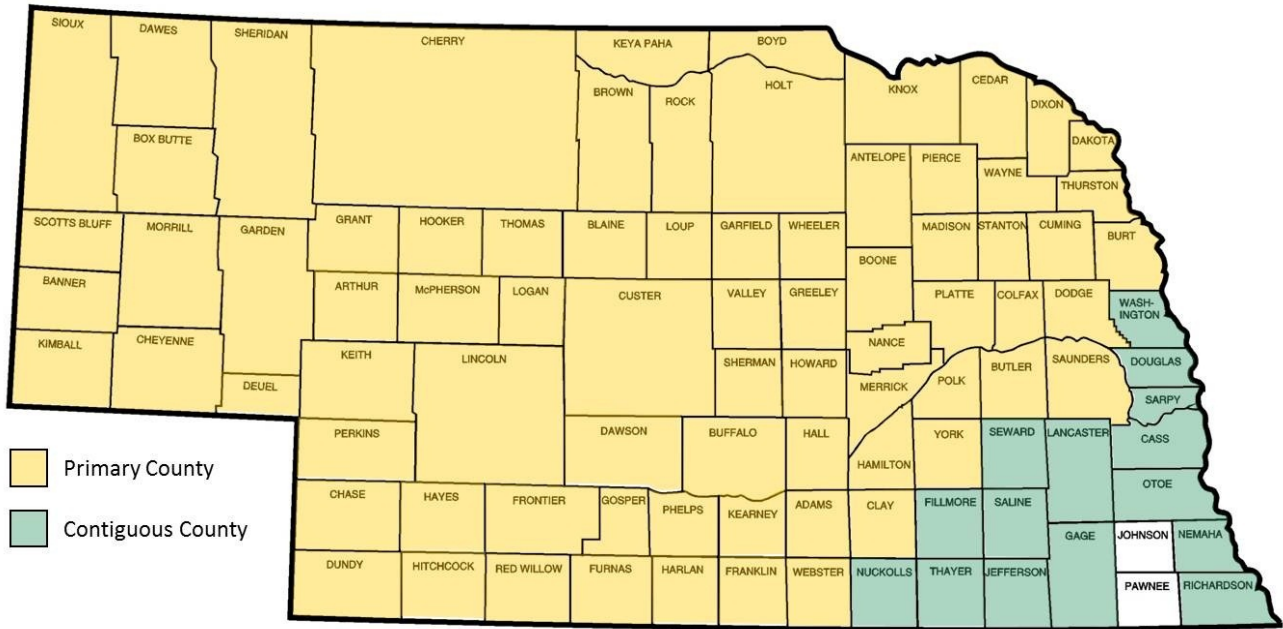 SIOUX
DAWES
SHERIDAN
CHERRY
KEYA PAHA
BOYD
HOLT
BROWN
ROCK
KNOX
CEDAR
DIXON
DAKOTA
BOX BUTTE
ANTELOPE
PIERCE
WAYNE
THURSTON
SCOTTS BLUFF
MORRILL
GARDEN
GRANT
HOOKER
THOMAS
BLAINE
LOUP
GARFIELD
WHEELER
MADISON
STANTON
CUMING
BURT
BOONE
BANNER
ARTHUR
McPHERSON
LOGAN
CUSTER
VALLEY
GREELEY
PLATTE
COLFAX
DODGE
WASH-
INGTON
KIMBALL
CHEYENNE
DEUEL
KEITH
LINCOLN
SHERMAN
HOWARD
NANCE
MERRICK
POLK
BUTLER
SAUNDERS
DOUGLAS
SARPY
PERKINS
DAWSON
BUFFALO
HALL
HAMILTON
YORK
SEWARD
LANCASTER
CASS
OTOE
Primary County
Contiguous County
CHASE
HAYES
FRONTIER
GOSPER
PHELPS
KEARNEY
ADAMS
CLAY
FILLMORE
SALINE
GAGE
JOHNSON
NEMAHA
DUNDY
HITCHCOCK
RED WILLOW
FURNAS
HARLAN
FRANKLIN
WEBSTER
NUCKOLLS
THAYER
JEFFERSON
PAWNEE
RICHARDSON